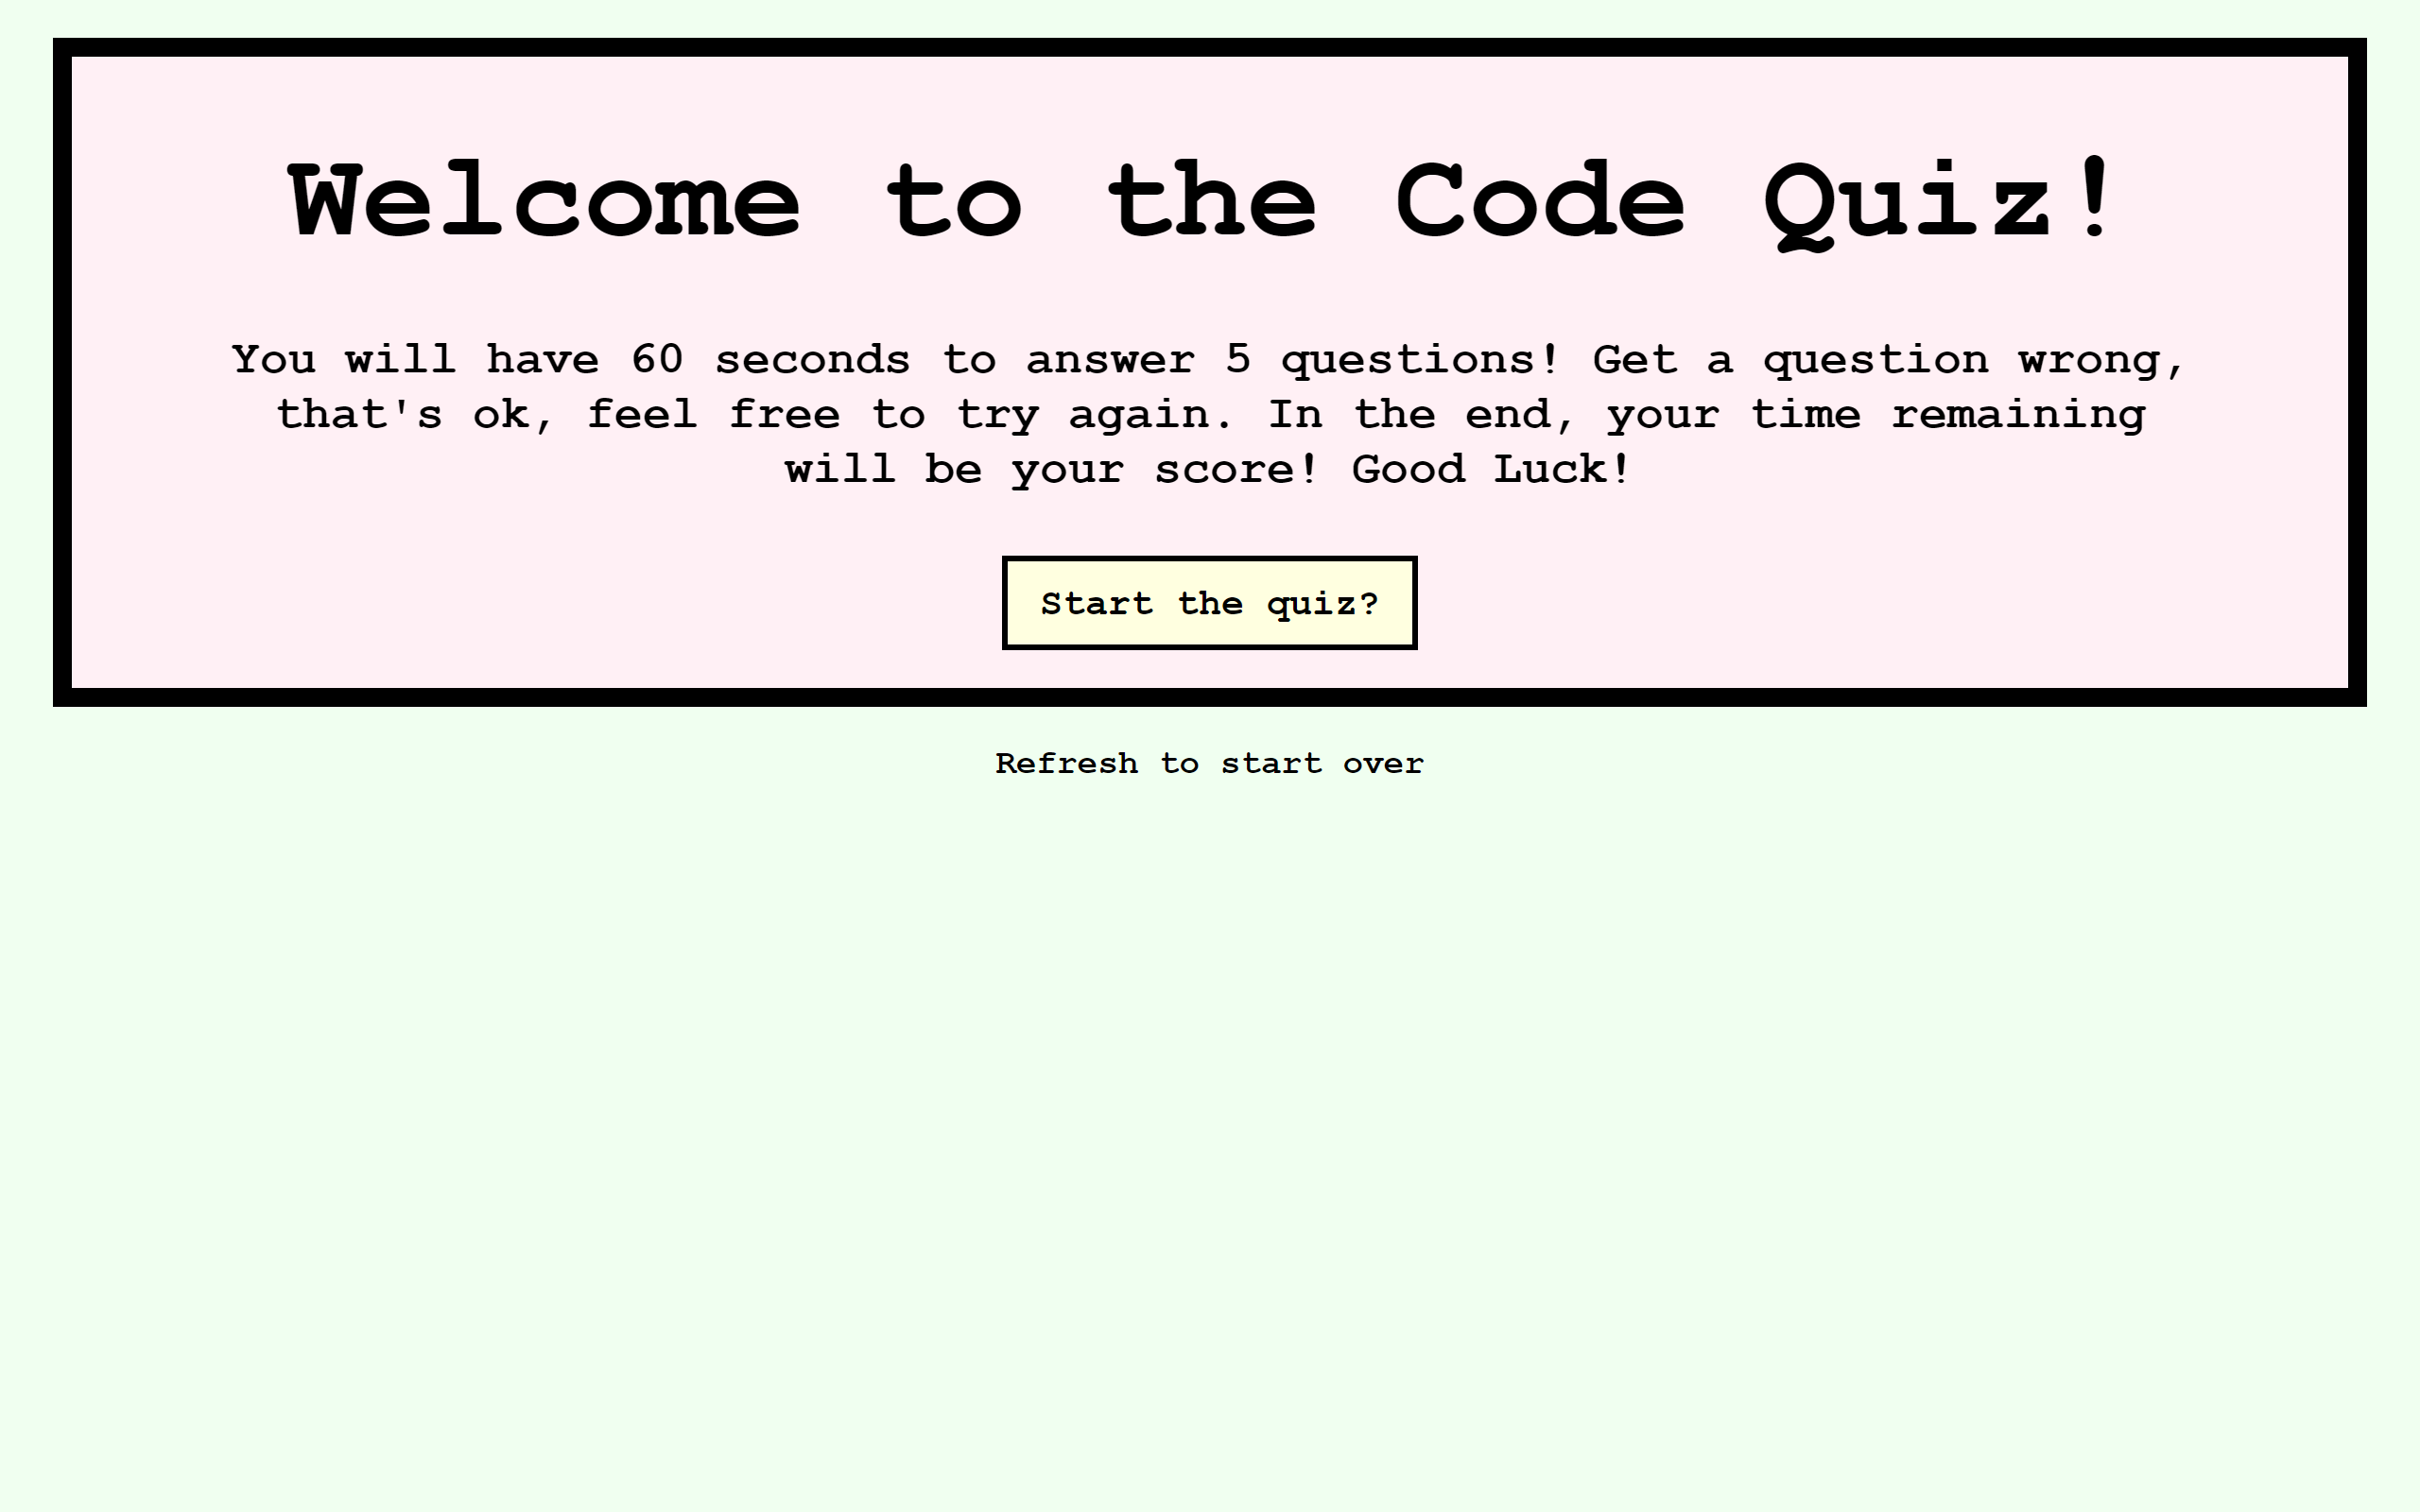 Welcome to the Code Quiz!
You will have 60 seconds to answer 5 questions! Get a question wrong,
that's ok, feel free to try again. In the end, your time remaining
will be your score! Good Luck!
Start the quiz?
Refresh to start over